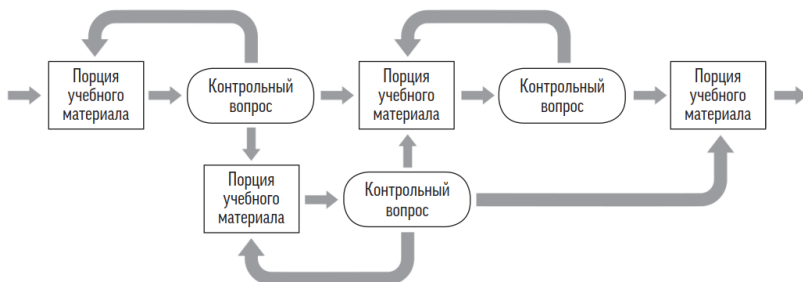 Порция
учебного
материала
Контрольный
вопрос
Порция
учебного
материала
Контрольный
вопрос
Порция
учебного
материала
Порция
учебного
материала
Контрольный
вопрос